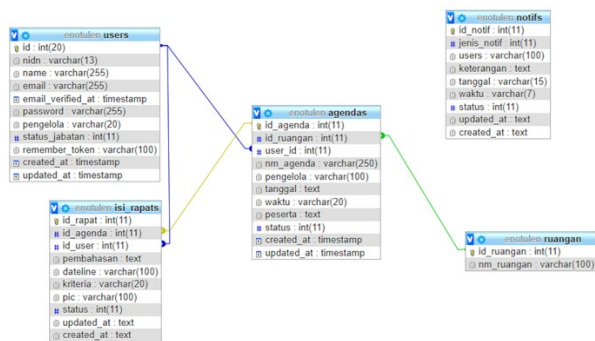 enotulen users
id : int(20)
nidn : varchar(13)
name : varchar(255)
email : varchar(255)
email_verified_at : timestamp
password : varchar(255)
pengelola : varchar(20)
status_jabatan : int(11)
remember_token : varchar(100)
created_at : timestamp
updated_at : timestamp
enotulen isi_rapats
id_rapat : int(11)
id_agenda : int(11)
id_user : int(11)
pembahasan : text
dateline : varchar(100)
kriteria : varchar(20)
pic : varchar(100)
status : int(11)
updated_at : text
created_at : text
enotulen agendas
id_agenda : int(11)
id_ruangan : int(11)
user_id : int(11)
nm_agenda : varchar(250)
pengelola : varchar(100)
tanggal : text
waktu : varchar(20)
peserta : text
status : int(11)
created_at : timestamp
updated_at : timestamp
enotulen notifs
id_notif : int(11)
jenis_notif : int(11)
users : varchar(100)
keterangan : text
tanggal : varchar(15)
waktu : varchar(7)
status : int(11)
updated_at : text
created_at : text
enotulen ruangan
id_ruangan : int(11)
nm_ruangan : varchar(100)